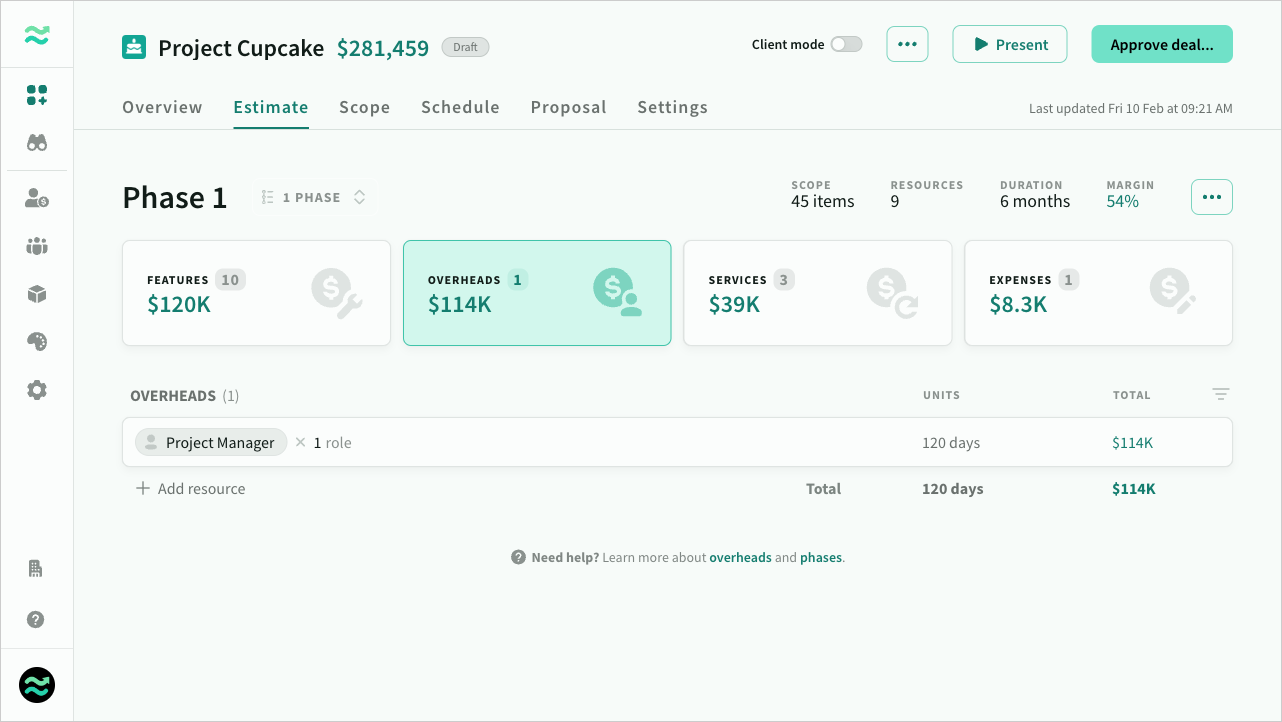 Project Cupcake $281,459 Draft
Client mode
Present
Approve deal...
Overview Estimate Scope Schedule Proposal Settings
Last updated Fri 10 Feb at 09:21 AM
Phase 1
1 PHASE
SCOPE
45 items
RESOURCES
9
DURATION
6 months
MARGIN
54%
FEATURES 10
$120K
OVERHEADS 1
$114K
SERVICES 3
$39K
EXPENSES 1
$8.3K
OVERHEADS (1) UNITS TOTAL
Project Manager × 1 role 120 days $114K
+ Add resource Total 120 days $114K
Need help? Learn more about overheads and phases.